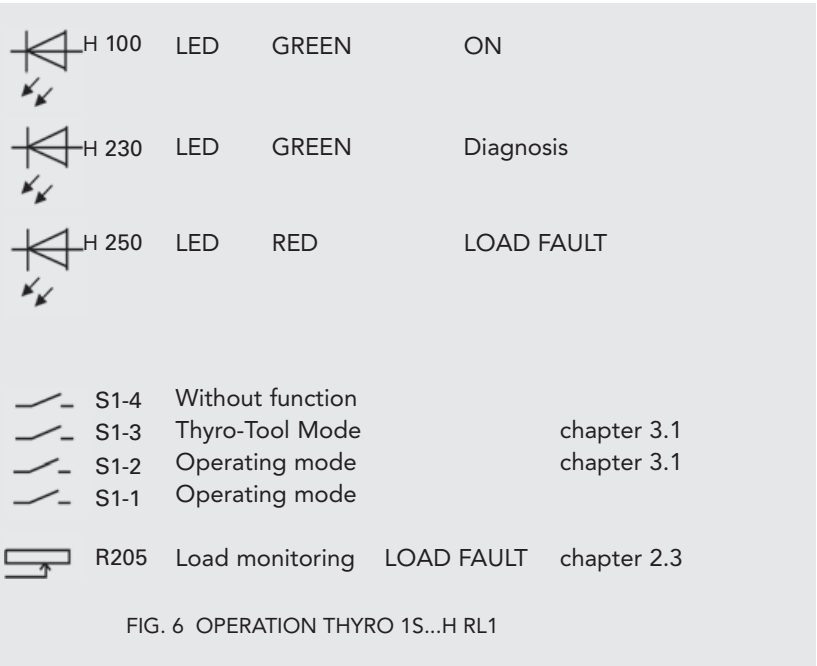 H 100 LED GREEN ON
H 230 LED GREEN Diagnosis
H 250 LED RED LOAD FAULT
S1-4 Without function
S1-3 Thyro-Tool Mode chapter 3.1
S1-2 Operating mode chapter 3.1
S1-1 Operating mode
R205 Load monitoring LOAD FAULT chapter 2.3
FIG. 6 OPERATION THYRO 1S...H RL1